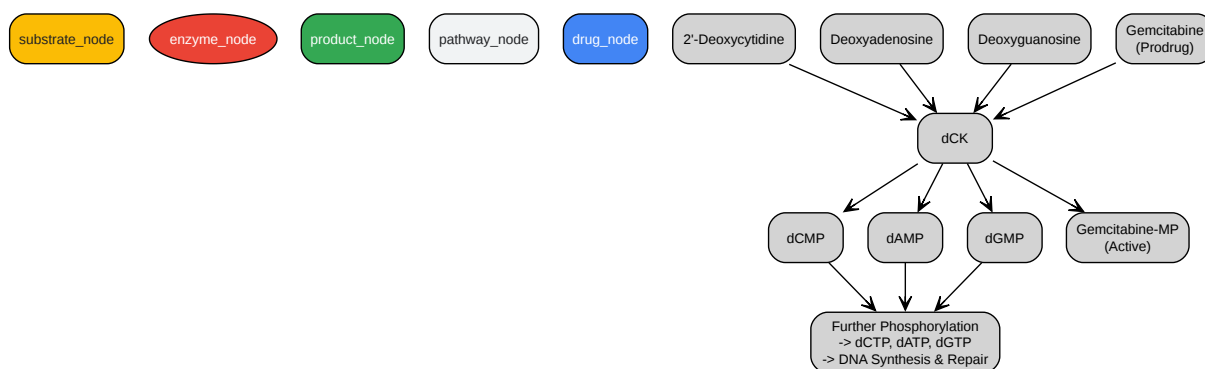 substrate_node
enzyme_node
product_node
pathway_node
drug_node
2'-Deoxycytidine
Deoxyadenosine
Deoxyguanosine
Gemcitabine
(Prodrug)
dCK
dCMP
dAMP
dGMP
Gemcitabine-MP
(Active)
Further Phosphorylation
-> dCTP, dATP, dGTP
-> DNA Synthesis & Repair